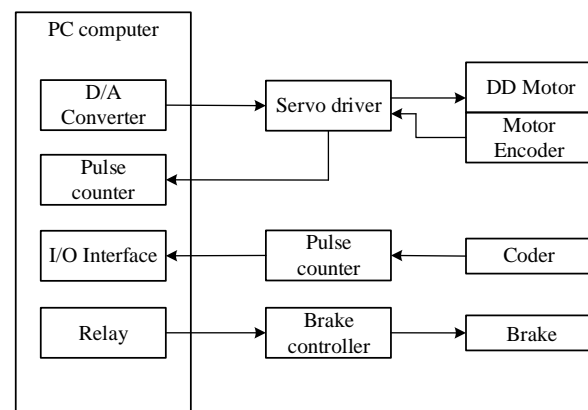 PC computer
D/A
Converter
Servo driver
DD Motor
Motor
Encoder
Pulse
counter
I/O Interface
Pulse
counter
Coder
Relay
Brake
controller
Brake